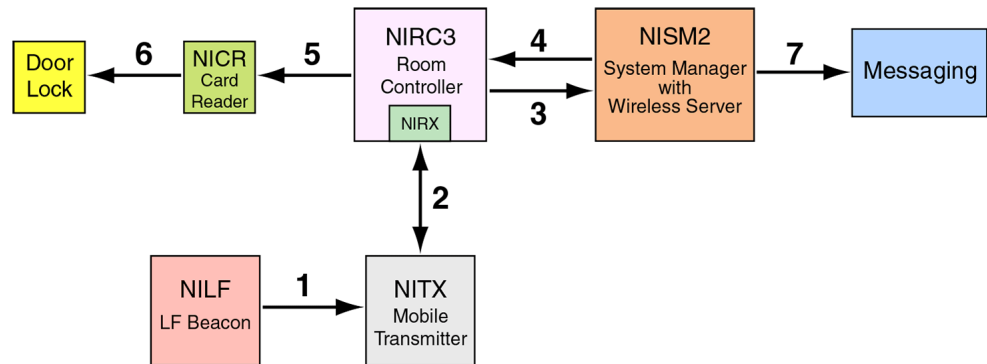 Door
Lock
6
NICR
Card
Reader
5
NIRC3
Room
Controller
NIRX
4
3
NISM2
System Manager
with
Wireless Server
7
Messaging
2
NILF
LF Beacon
1
NITX
Mobile
Transmitter